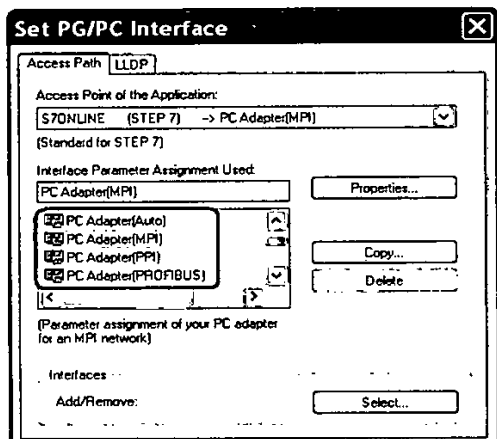 Set PG/PC Interface
Access Path LLDP
Access Point of the Application:
S7ONLINE (STEP 7) -> PC Adapter(MPI)
(Standard for STEP 7)
Interface Parameter Assignment Used:
PC Adapter(MPI)
Properties...
PC Adapter(Auto)
PC Adapter(MPI)
PC Adapter(PPI)
PC Adapter(PROFIBUS)
Copy...
Delete
(Parameter assignment of your PC adapter
for an MPI network)
Interfaces
Add/Remove:
Select...